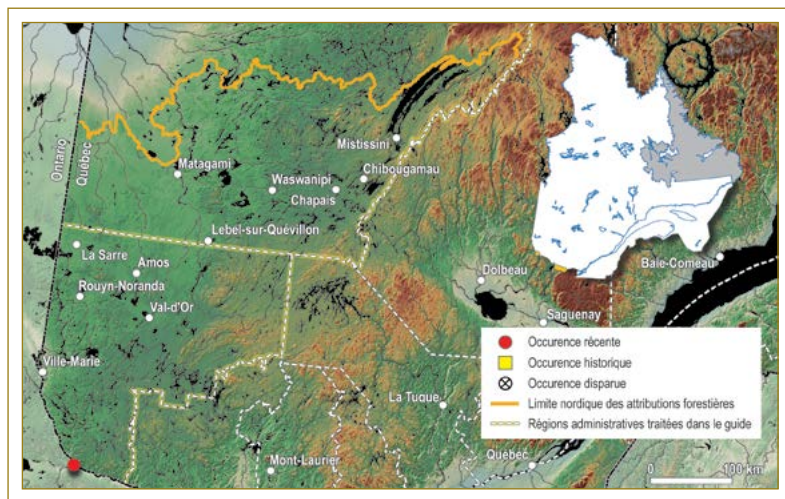 Ontario
Québec
Matagami
Mistissini
Waswanipi
Chibougamau
Chapais
Lebel-sur-Quévillon
La Sarre
Amos
Rouyn-Noranda
Val-d'Or
Ville-Marie
Dolbeau
Saguenay
Baie-Comeau
La Tuque
Mont-Laurier
Québec
Occurence récente
Occurence historique
Occurence disparue
Limite nordique des attributions forestières
Régions administratives traitées dans le guide
0 100 km